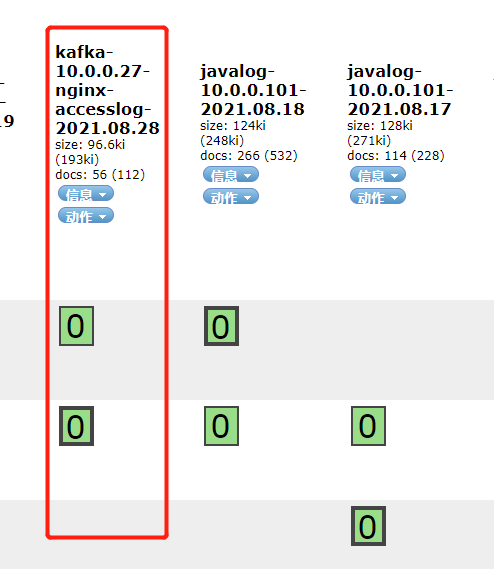 -
-
19
kafka-
10.0.0.27-
nginx-
accesslog-
2021.08.28
size: 96.6ki
(193ki)
docs: 56 (112)
信息
动作
javalog-
10.0.0.101-
2021.08.18
size: 124ki
(248ki)
docs: 266 (532)
信息
动作
javalog-
10.0.0.101-
2021.08.17
size: 128ki
(271ki)
docs: 114 (228)
信息
动作
0 0
0 0 0
0